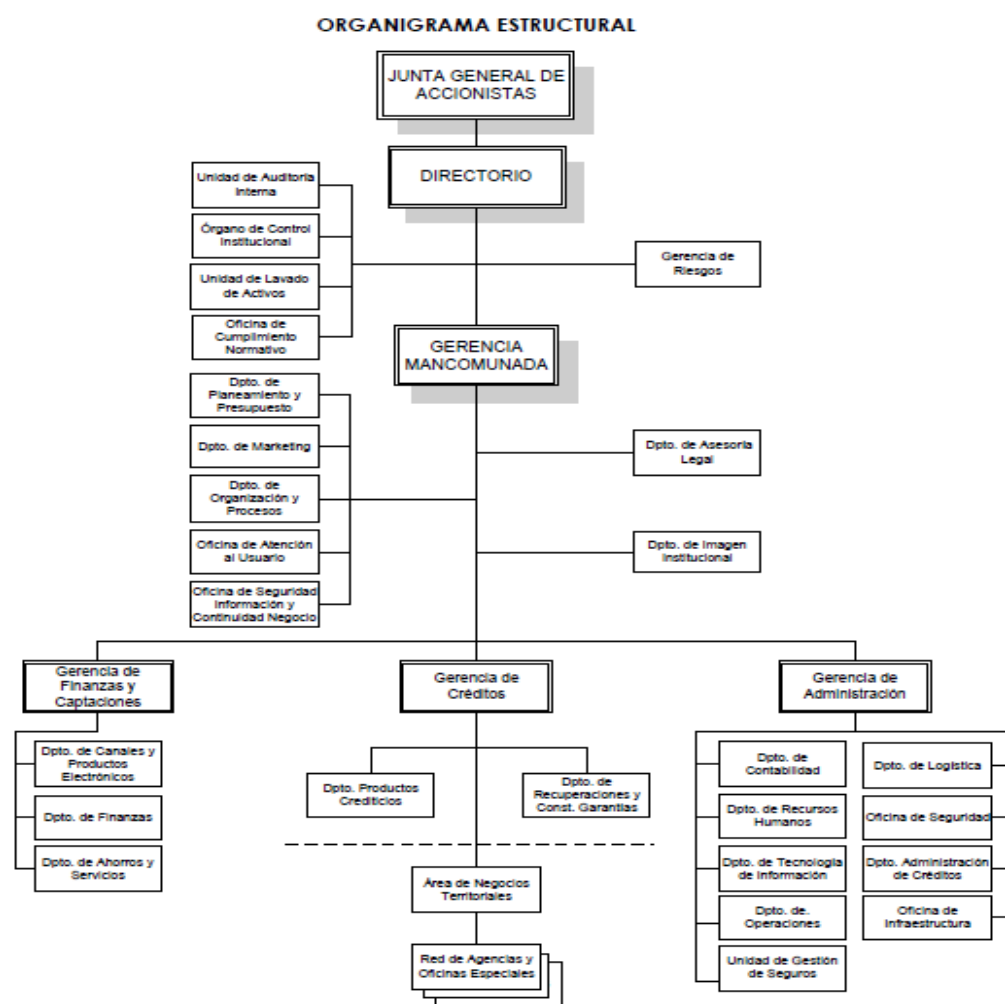 ORGANIGRAMA ESTRUCTURAL
JUNTA GENERAL DE
ACCIONISTAS
DIRECTORIO
Unidad de Auditoría
Interna
Órgano de Control
Institucional
Unidad de Lavado
de Activos
Oficina de
Cumplimiento
Normativo
Gerencia de
Riesgos
GERENCIA
MANCOMUNADA
Dpto. de
Planeamiento y
Presupuesto
Dpto. de Marketing
Dpto. de
Organización y
Procesos
Oficina de Atención
al Usuario
Oficina de Seguridad
Información y
Continuidad Negocio
Dpto. de Asesoría
Legal
Dpto. de Imagen
Institucional
Gerencia de
Finanzas y
Captaciones
Dpto. de Canales y
Productos
Electrónicos
Dpto. de Finanzas
Dpto. de Ahorros y
Servicios
Gerencia de
Créditos
Dpto. Productos
Crediticios
Dpto. de
Recuperaciones y
Const. Garantías
Área de Negocios
Territoriales
Red de Agencias y
Oficinas Especiales
Gerencia de
Administración
Dpto. de
Contabilidad
Dpto. de Recursos
Humanos
Dpto. de Tecnología
de Información
Dpto. de.
Operaciones
Unidad de Gestión
de Seguros
Dpto. de Logística
Oficina de Seguridad
Dpto. Administración
de Créditos
Oficina de
Infraestructura